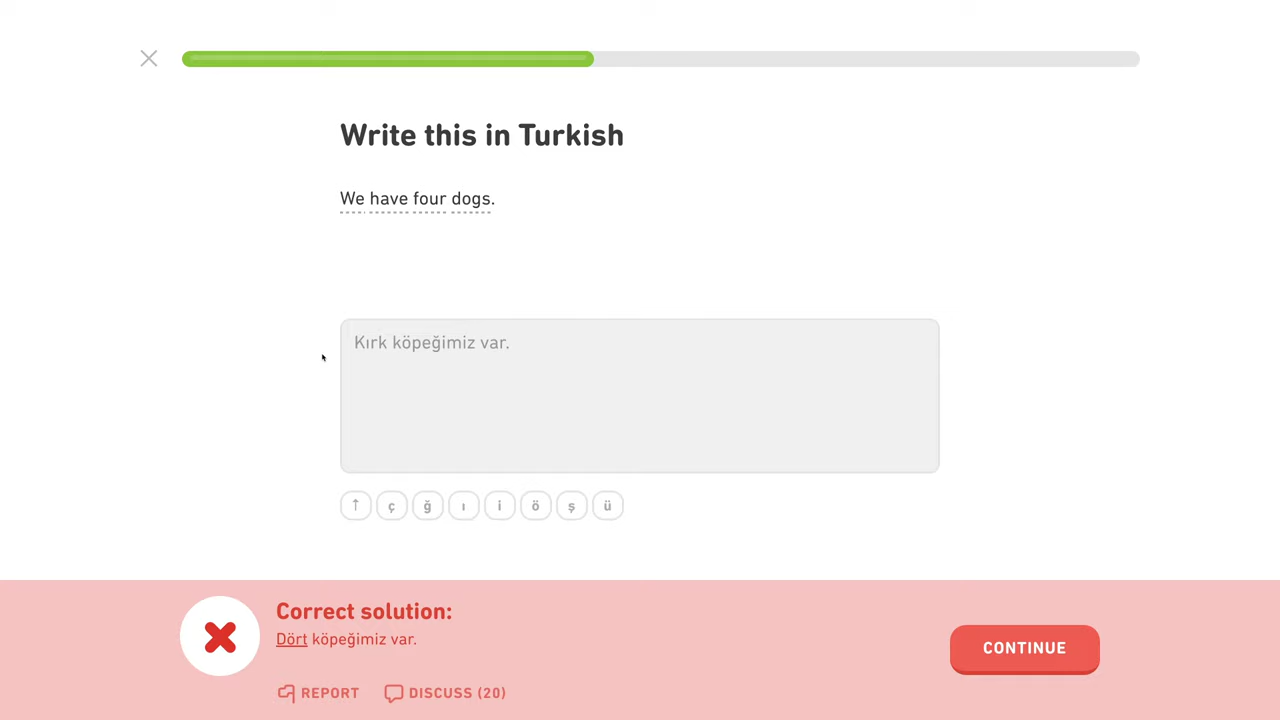 Write this in Turkish
We have four dogs.
Kırk köpeğimiz var.
↑ ç ğ ı i ö ş ü
Correct solution:
Dört köpeğimiz var.
CONTINUE
REPORT DISCUSS (20)